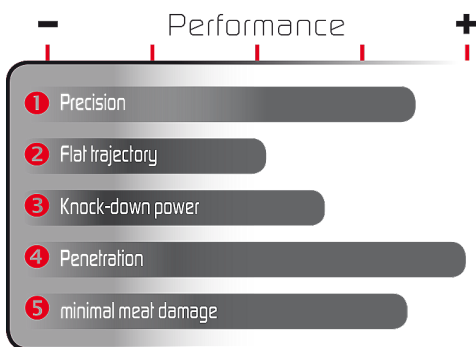 − Performance +
1 Precision
2 Flat trajectory
3 Knock-down power
4 Penetration
5 minimal meat damage